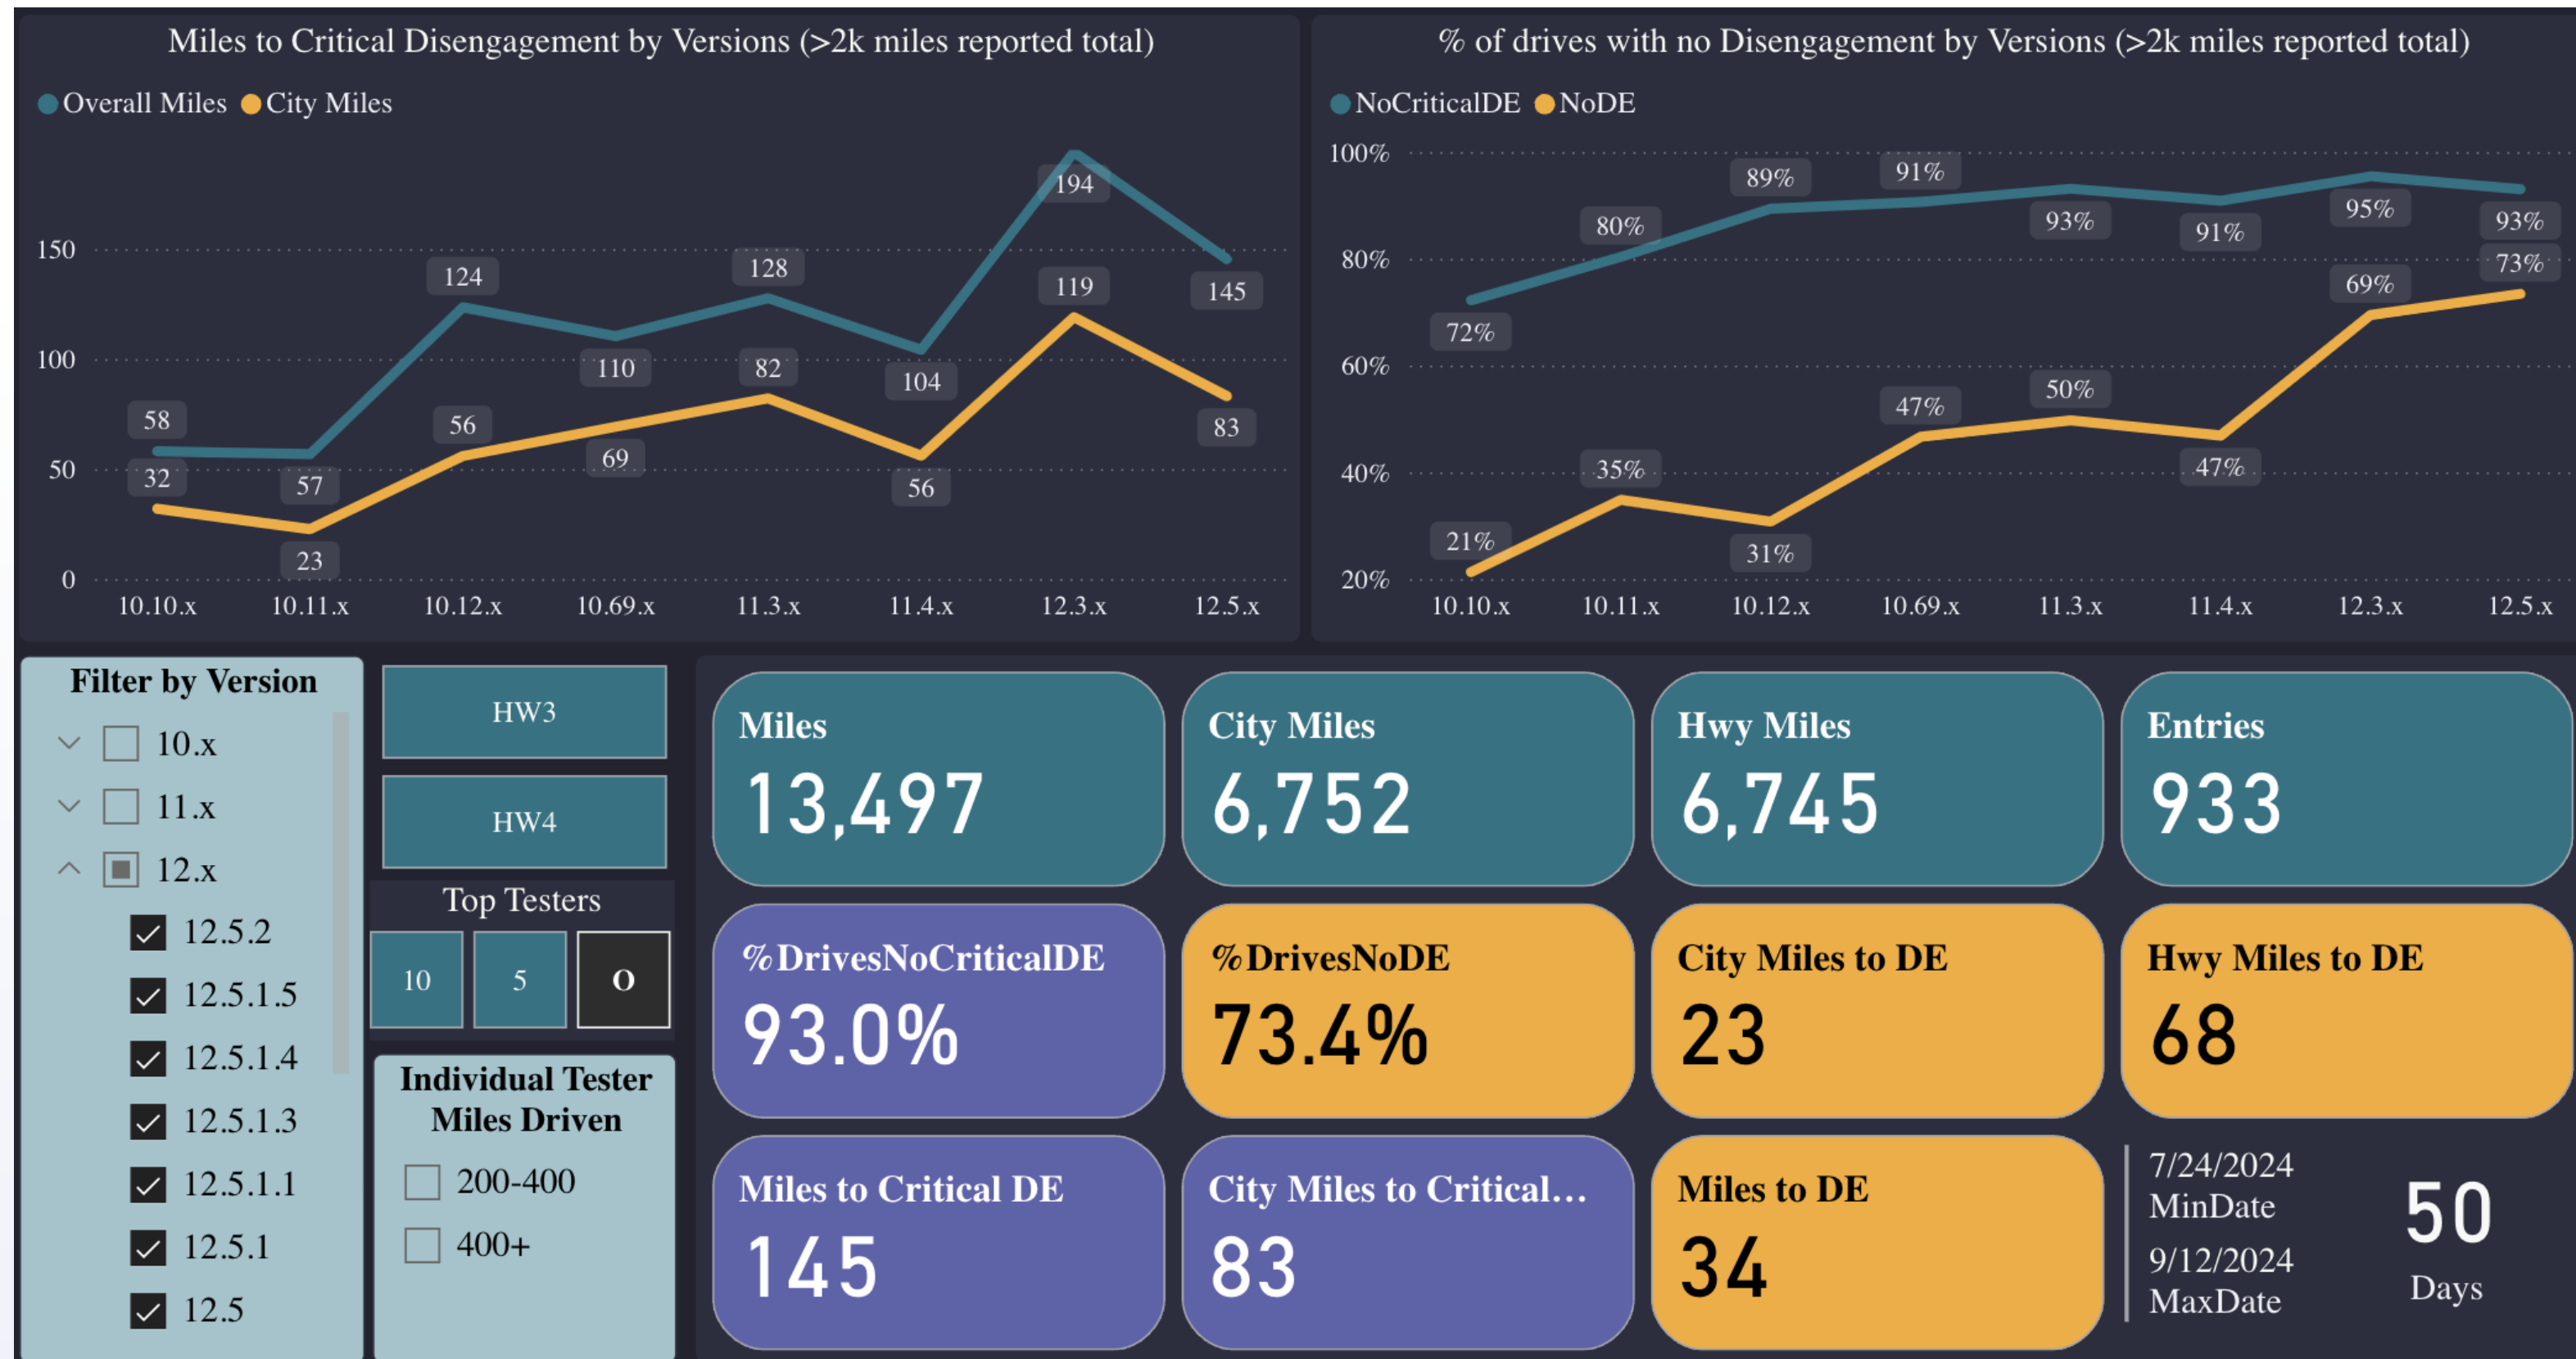 Miles to Critical Disengagement by Versions (>2k miles reported total)
Overall Miles City Miles
150
100
50
0
58
57
124
110
128
104
194
145
32
23
56
69
82
56
119
83
10.10.x 10.11.x 10.12.x 10.69.x 11.3.x 11.4.x 12.3.x 12.5.x
% of drives with no Disengagement by Versions (>2k miles reported total)
NoCriticalDE NoDE
100%
80%
60%
40%
20%
72%
80%
89%
91%
93%
91%
95%
93%
21%
35%
31%
47%
50%
47%
69%
73%
10.10.x 10.11.x 10.12.x 10.69.x 11.3.x 11.4.x 12.3.x 12.5.x
Filter by Version
10.x
11.x
12.x
12.5.2
12.5.1.5
12.5.1.4
12.5.1.3
12.5.1.1
12.5.1
12.5
HW3
HW4
Top Testers
10 5 O
Individual Tester
Miles Driven
200-400
400+
Miles
13,497
City Miles
6,752
Hwy Miles
6,745
Entries
933
%DrivesNoCriticalDE
93.0%
%DrivesNoDE
73.4%
City Miles to DE
23
Hwy Miles to DE
68
Miles to Critical DE
145
City Miles to Critical...
83
Miles to DE
34
7/24/2024
MinDate
9/12/2024
MaxDate
50
Days